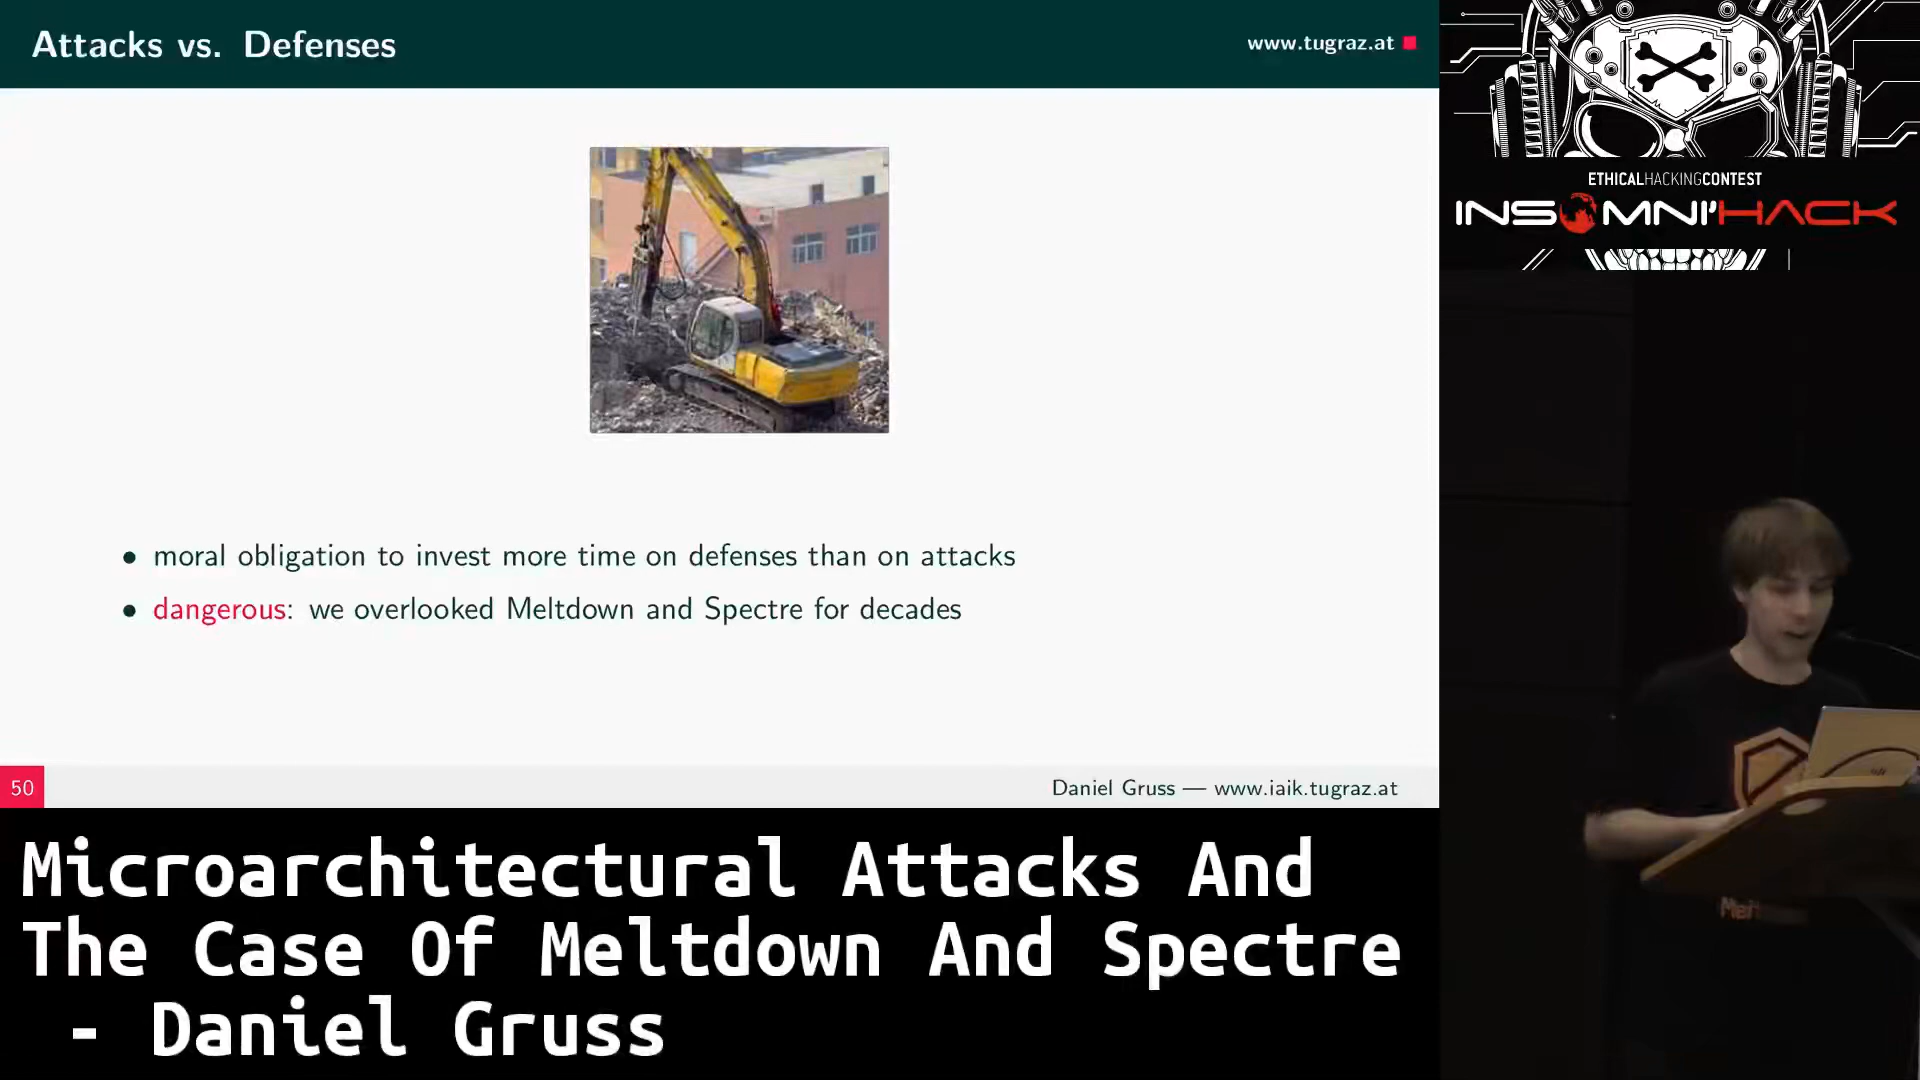 Attacks vs. Defenses
www.tugraz.at
ETHICALHACKINGCONTEST
INSOMNI'HACK
• moral obligation to invest more time on defenses than on attacks
• dangerous: we overlooked Meltdown and Spectre for decades
50
Daniel Gruss — www.iaik.tugraz.at
Microarchitectural Attacks And
The Case Of Meltdown And Spectre
- Daniel Gruss